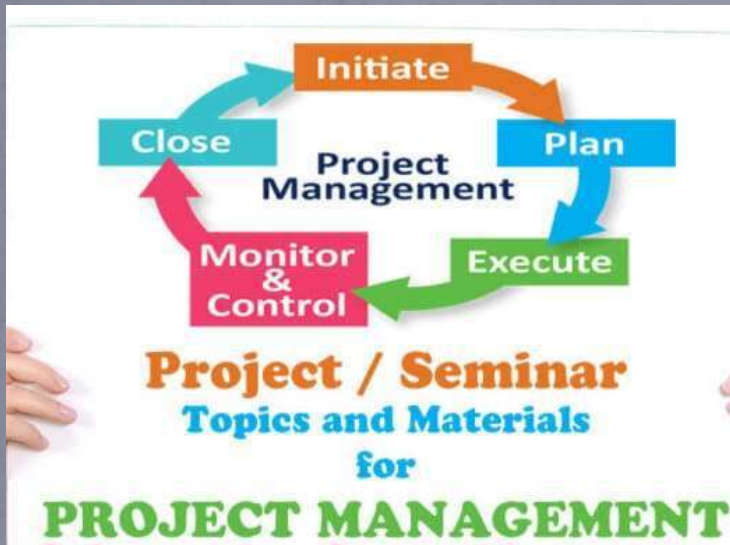 Initiate
Plan
Execute
Monitor
&
Control
Close
Project
Management
Project / Seminar
Topics and Materials
for
PROJECT MANAGEMENT